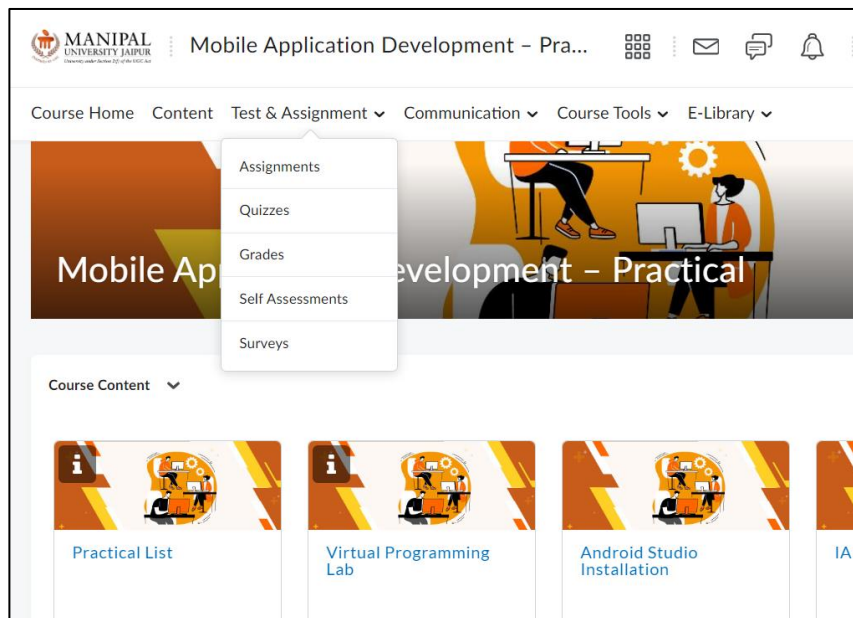 MANIPAL
UNIVERSITY JAIPUR
Mobile Application Development – Pra...
Course Home Content Test & Assignment Communication Course Tools E-Library
Assignments
Quizzes
Grades
Self Assessments
Surveys
Mobile Ap evelopment – Practical
Course Content
Practical List
Virtual Programming
Lab
Android Studio
Installation
IA